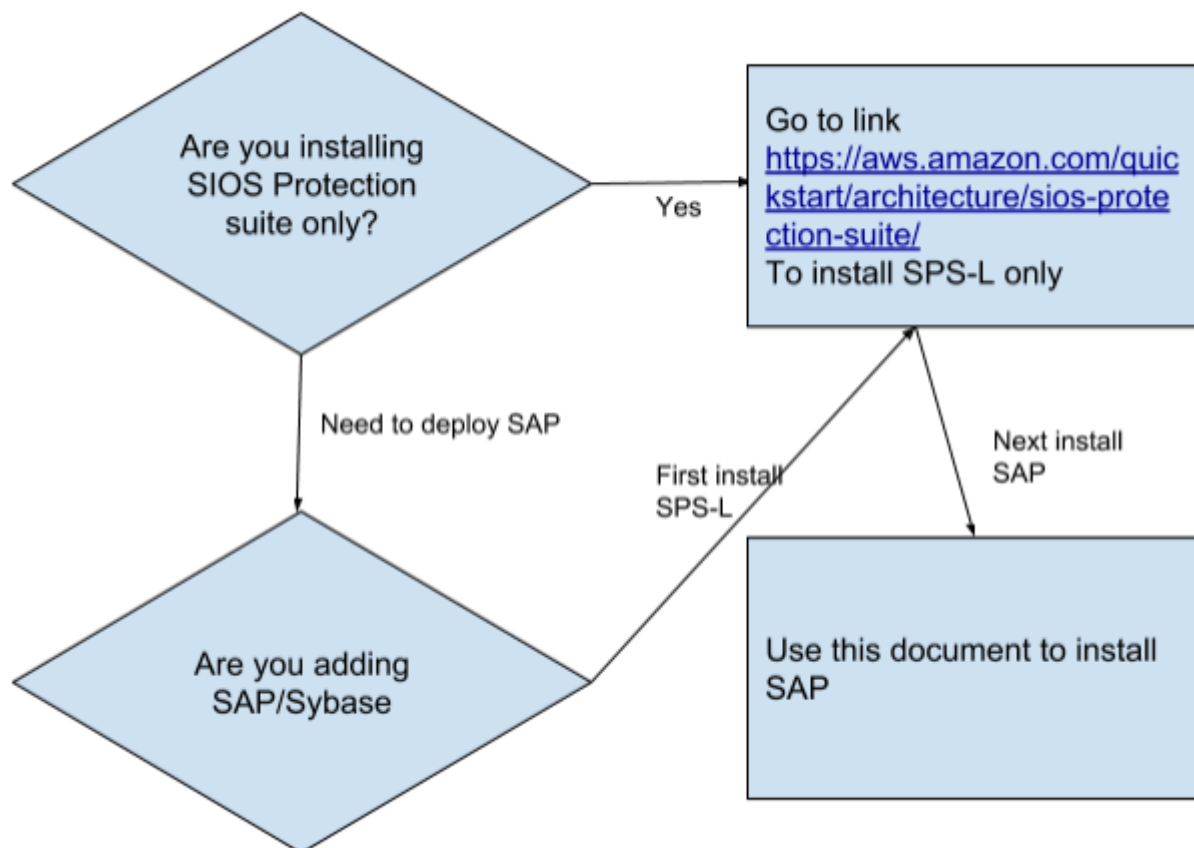 Are you installing
SIOS Protection
suite only?
Yes
Go to link
https://aws.amazon.com/quic
kstart/architecture/sios-prote
ction-suite/
To install SPS-L only
Need to deploy SAP
First install
SPS-L
Next install
SAP
Are you adding
SAP/Sybase
Use this document to install
SAP